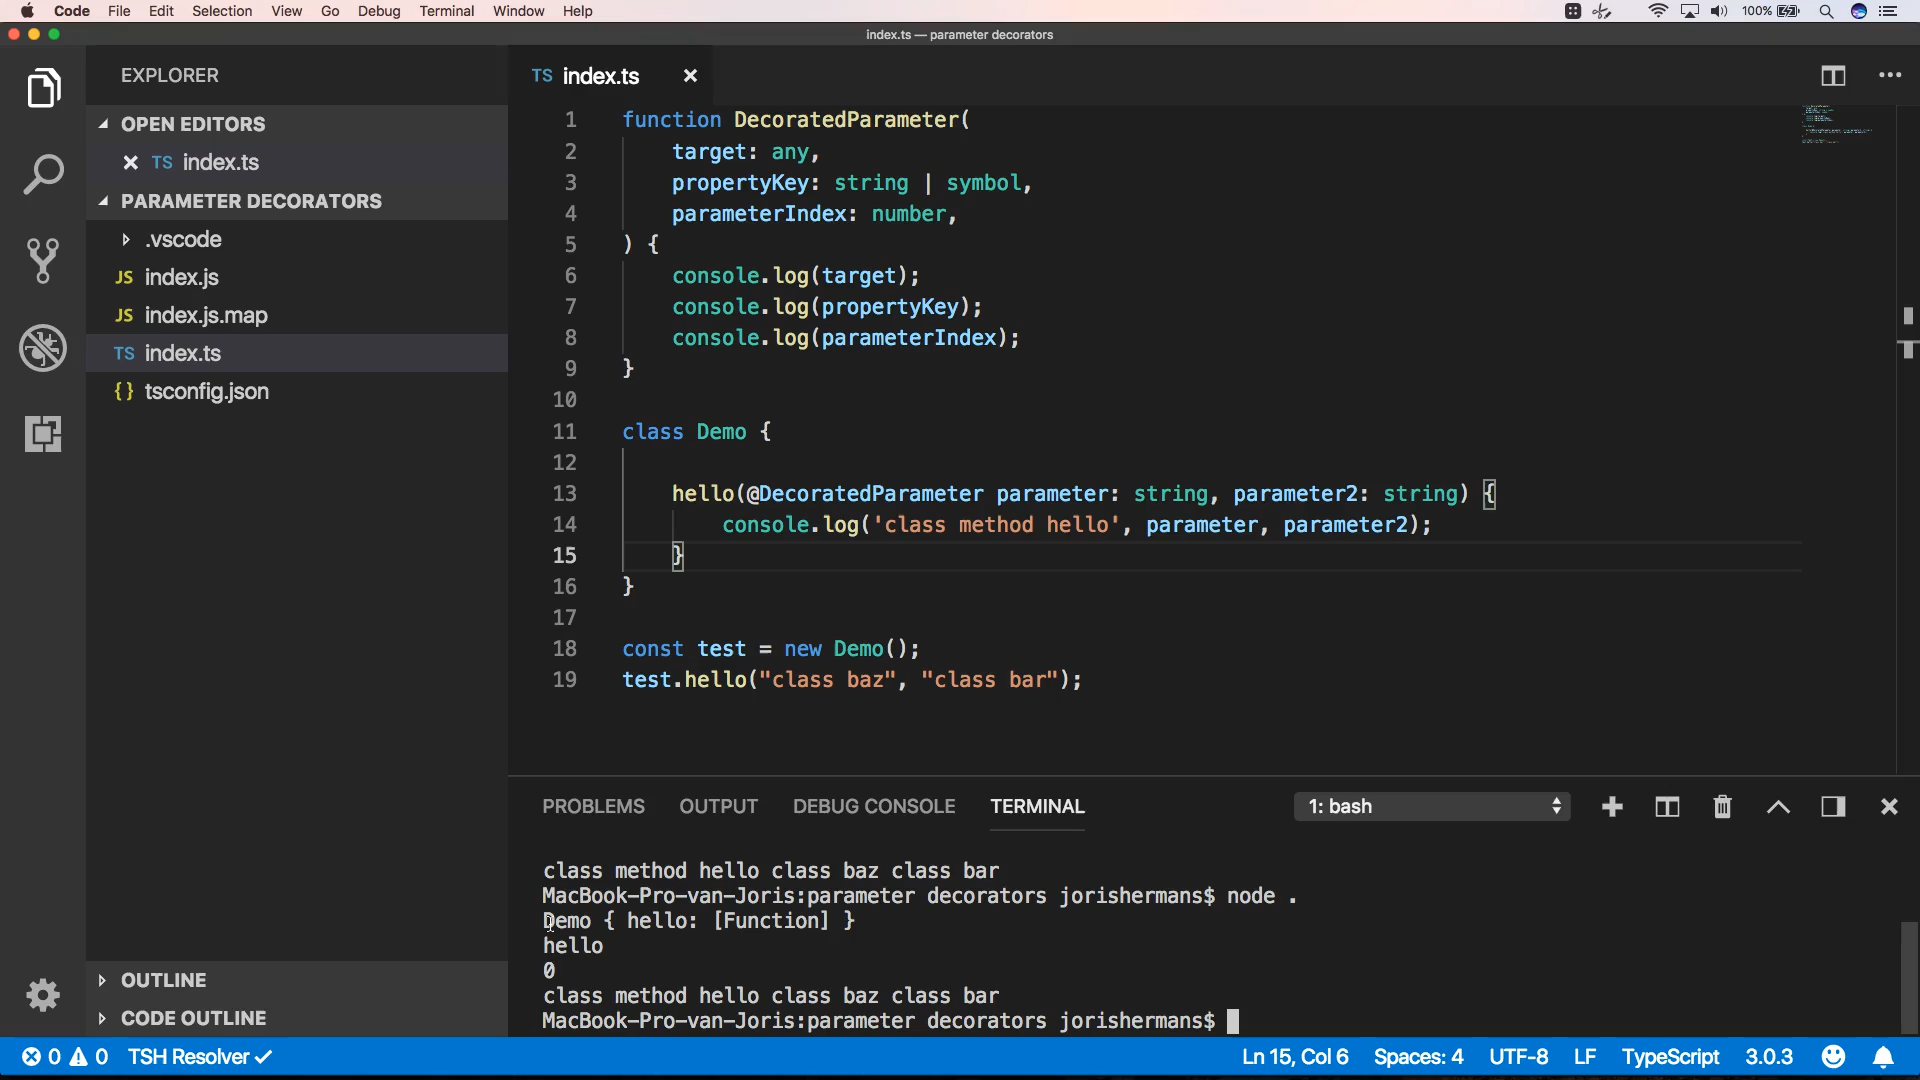 Code File Edit Selection View Go Debug Terminal Window Help 100%
index.ts — parameter decorators
EXPLORER
OPEN EDITORS
TS index.ts
PARAMETER DECORATORS
.vscode
JS index.js
JS index.js.map
TS index.ts
{} tsconfig.json
OUTLINE
CODE OUTLINE
TS index.ts
1 function DecoratedParameter(
2 target: any,
3 propertyKey: string | symbol,
4 parameterIndex: number,
5 ) {
6 console.log(target);
7 console.log(propertyKey);
8 console.log(parameterIndex);
9 }
10
11 class Demo {
12
13 hello(@DecoratedParameter parameter: string, parameter2: string) {
14 console.log('class method hello', parameter, parameter2);
15 }
16 }
17
18 const test = new Demo();
19 test.hello("class baz", "class bar");
PROBLEMS OUTPUT DEBUG CONSOLE TERMINAL 1: bash
class method hello class baz class bar
MacBook-Pro-van-Joris:parameter decorators jorishermans$ node .
Demo { hello: [Function] }
hello
0
class method hello class baz class bar
MacBook-Pro-van-Joris:parameter decorators jorishermans$
0 0 TSH Resolver Ln 15, Col 6 Spaces: 4 UTF-8 LF TypeScript 3.0.3